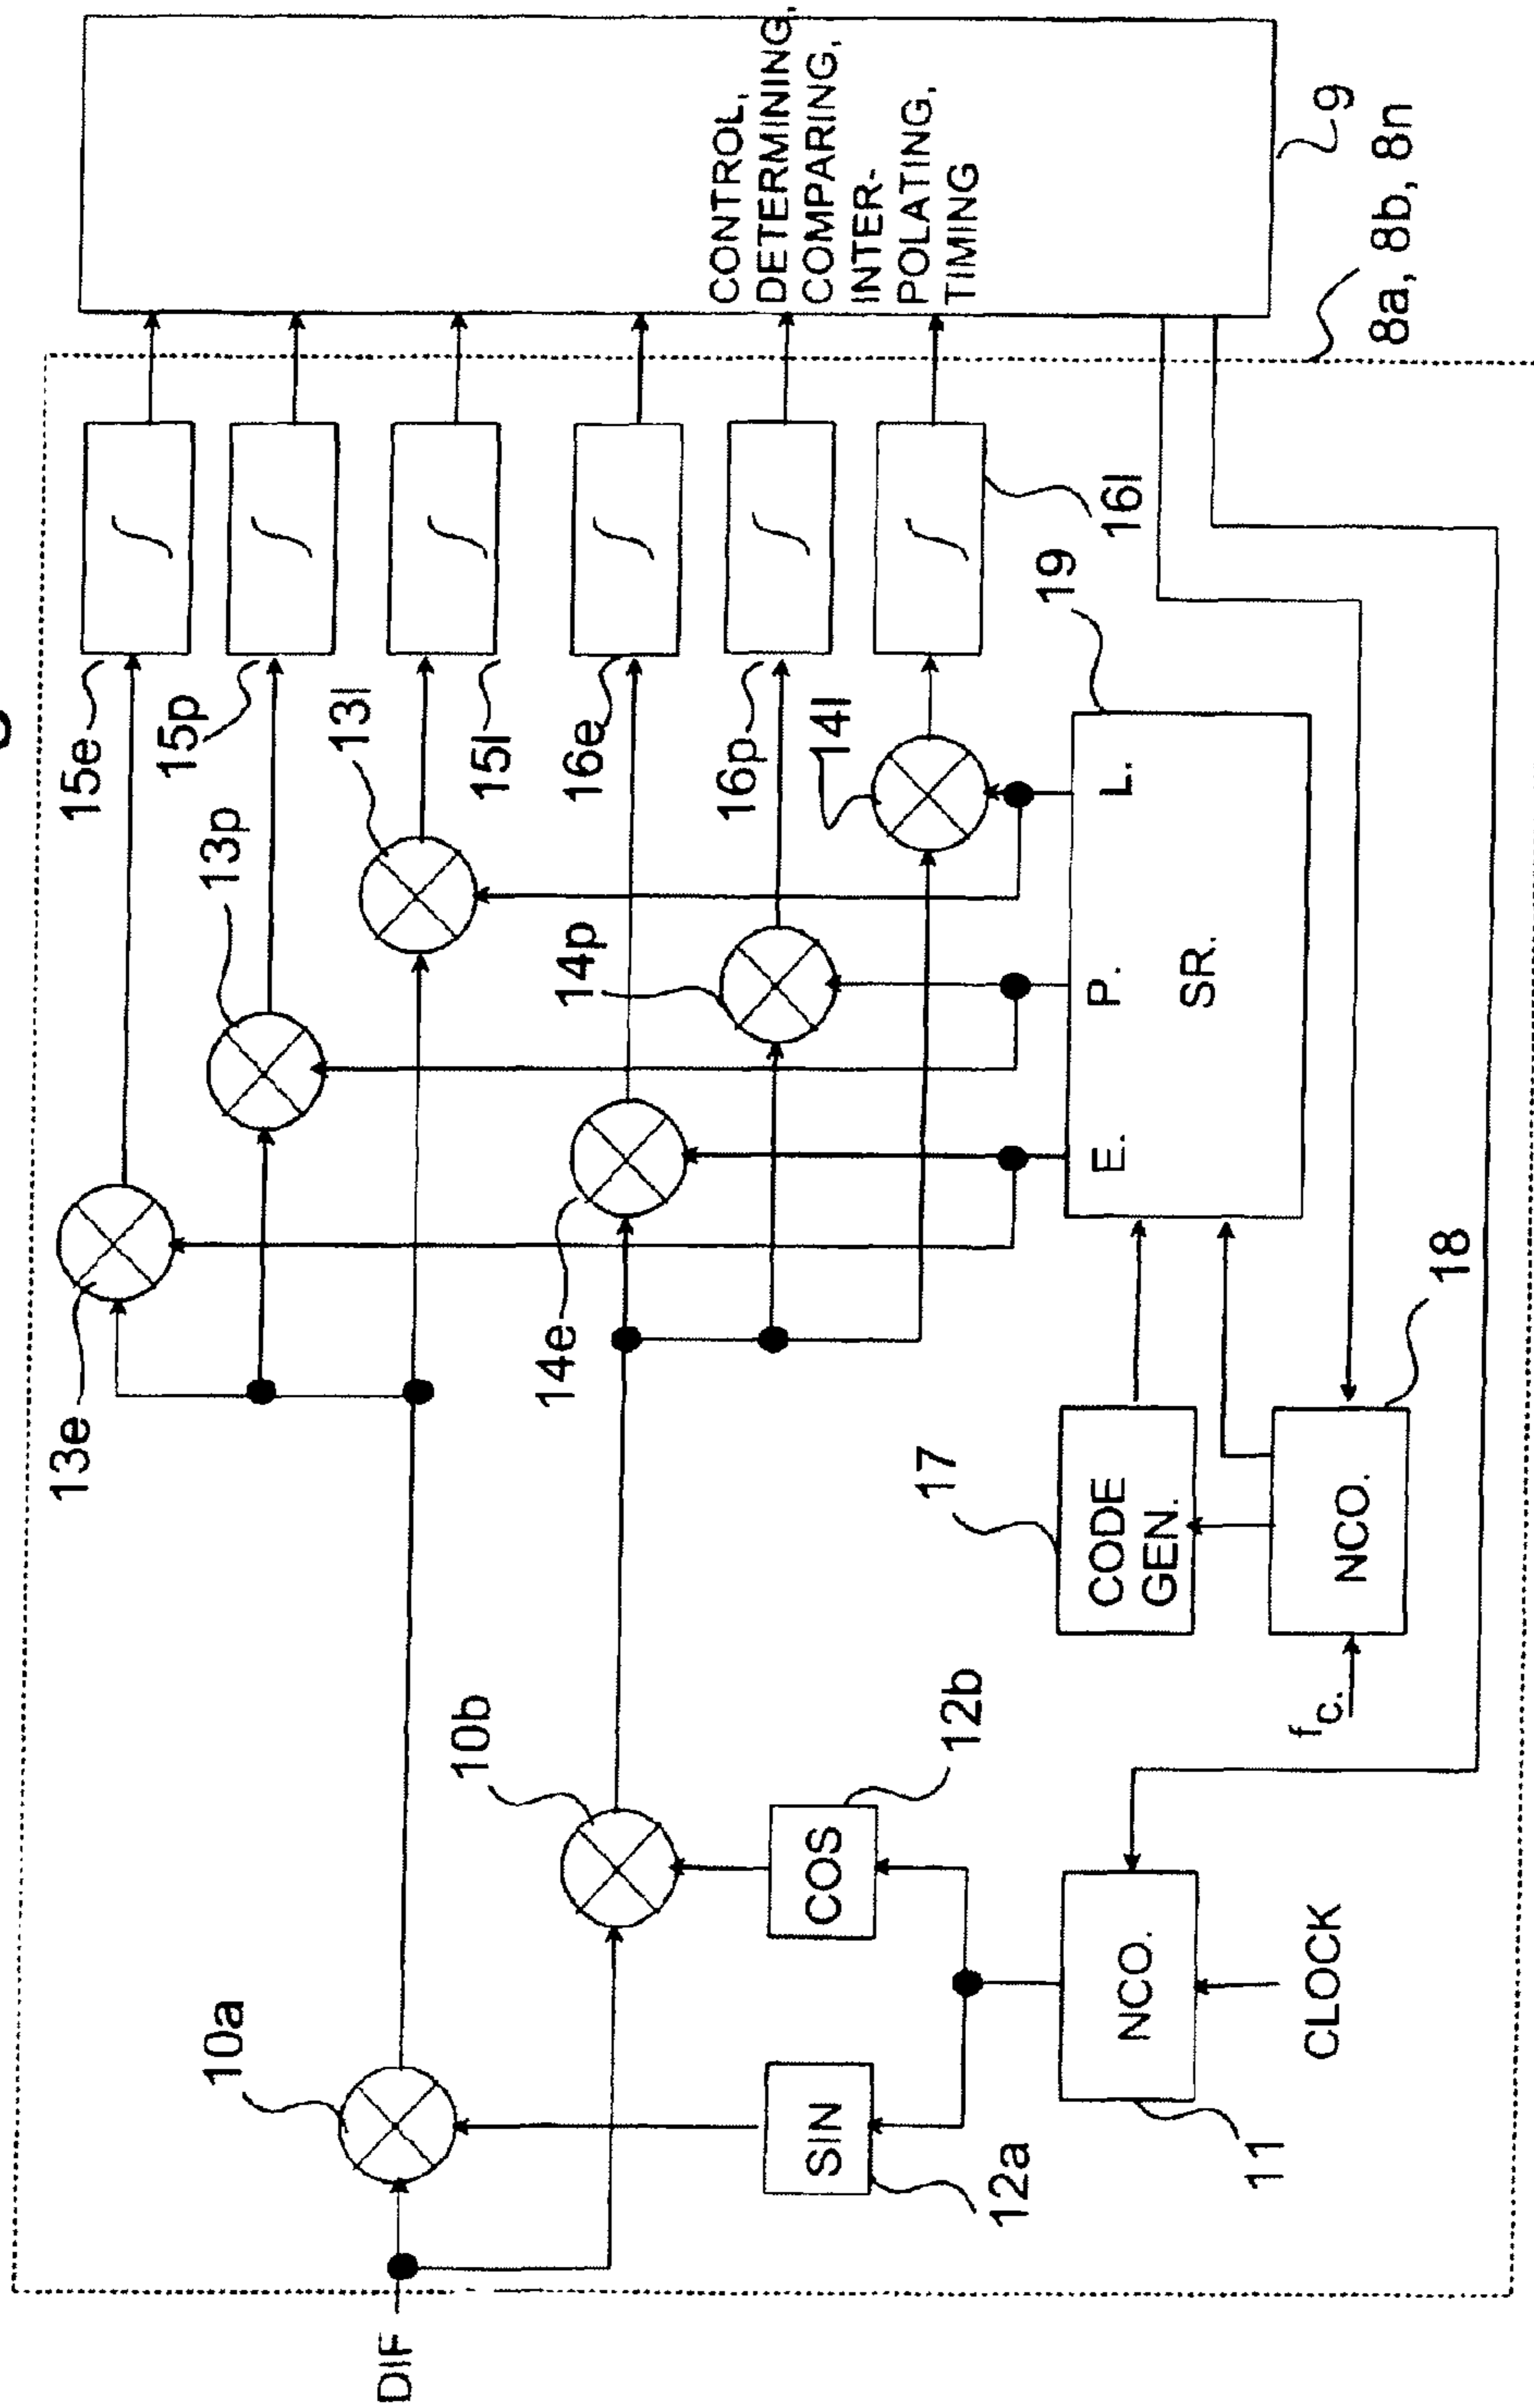 DIF
10a
SIN
12a
10b
COS
12b
NCO.
11
CLOCK
13e
13p
13l
14e
14p
14l
15e
15p
15l
16e
16p
16l
CODE
GEN.
17
NCO.
18
fc.
E.
P.
L.
SR.
19
CONTROL,
DETERMINING,
COMPARING,
INTER-
POLATING,
TIMING
9
8a, 8b, 8n